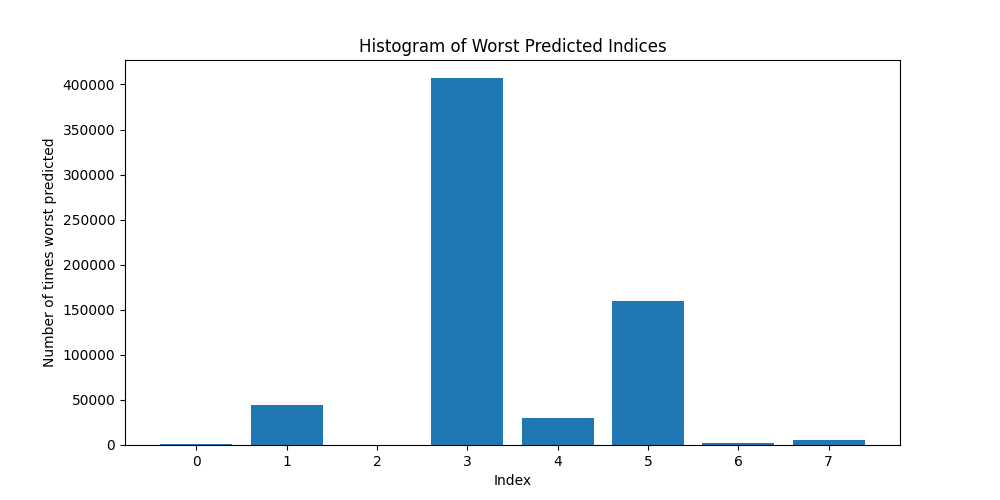 Histogram of Worst Predicted Indices
Number of times worst predicted
400000
350000
300000
250000
200000
150000
100000
50000
0
0 1 2 3 4 5 6 7
Index